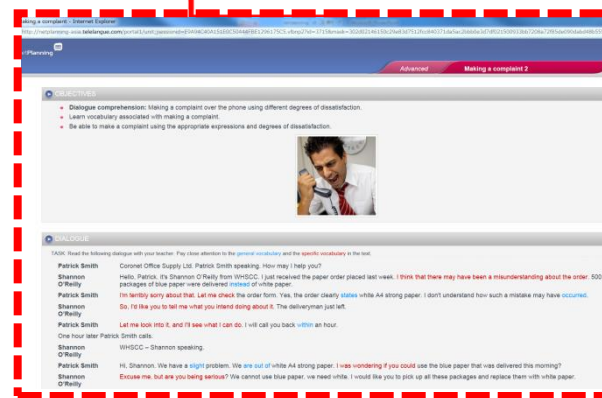 aking a complaint - Internet Explorer
Planning
Advanced Making a complaint 2
OBJECTIVES
Dialogue comprehension: Making a complaint over the phone using different degrees of dissatisfaction.
Learn vocabulary associated with making a complaint.
Be able to make a complaint using the appropriate expressions and degrees of dissatisfaction.
DIALOGUE
TASK: Read the following dialogue with your teacher. Pay close attention to the general vocabulary and the specific vocabulary in the text.
Patrick Smith Coronet Office Supply Ltd. Patrick Smith speaking. How may I help you?
Shannon Hello, Patrick. It's Shannon O'Reilly from WHSCC. I just received the paper order placed last week. I think that there may have been a misunderstanding about the order. 500
O'Reilly packages of blue paper were delivered instead of white paper.
Patrick Smith I'm terribly sorry about that. Let me check the order form. Yes, the order clearly states white A4 strong paper. I don't understand how such a mistake may have occurred.
Shannon So, I'd like you to tell me what you intend doing about it. The deliveryman just left.
O'Reilly
Patrick Smith Let me look into it, and I'll see what I can do. I will call you back within an hour.
One hour later Patrick Smith calls.
Shannon WHSCC – Shannon speaking.
O'Reilly
Patrick Smith Hi, Shannon. We have a slight problem. We are out of white A4 strong paper. I was wondering if you could use the blue paper that was delivered this morning?
Shannon Excuse me, but are you being serious? We cannot use blue paper, we need white. I would like you to pick up all these packages and replace them with white paper.
O'Reilly